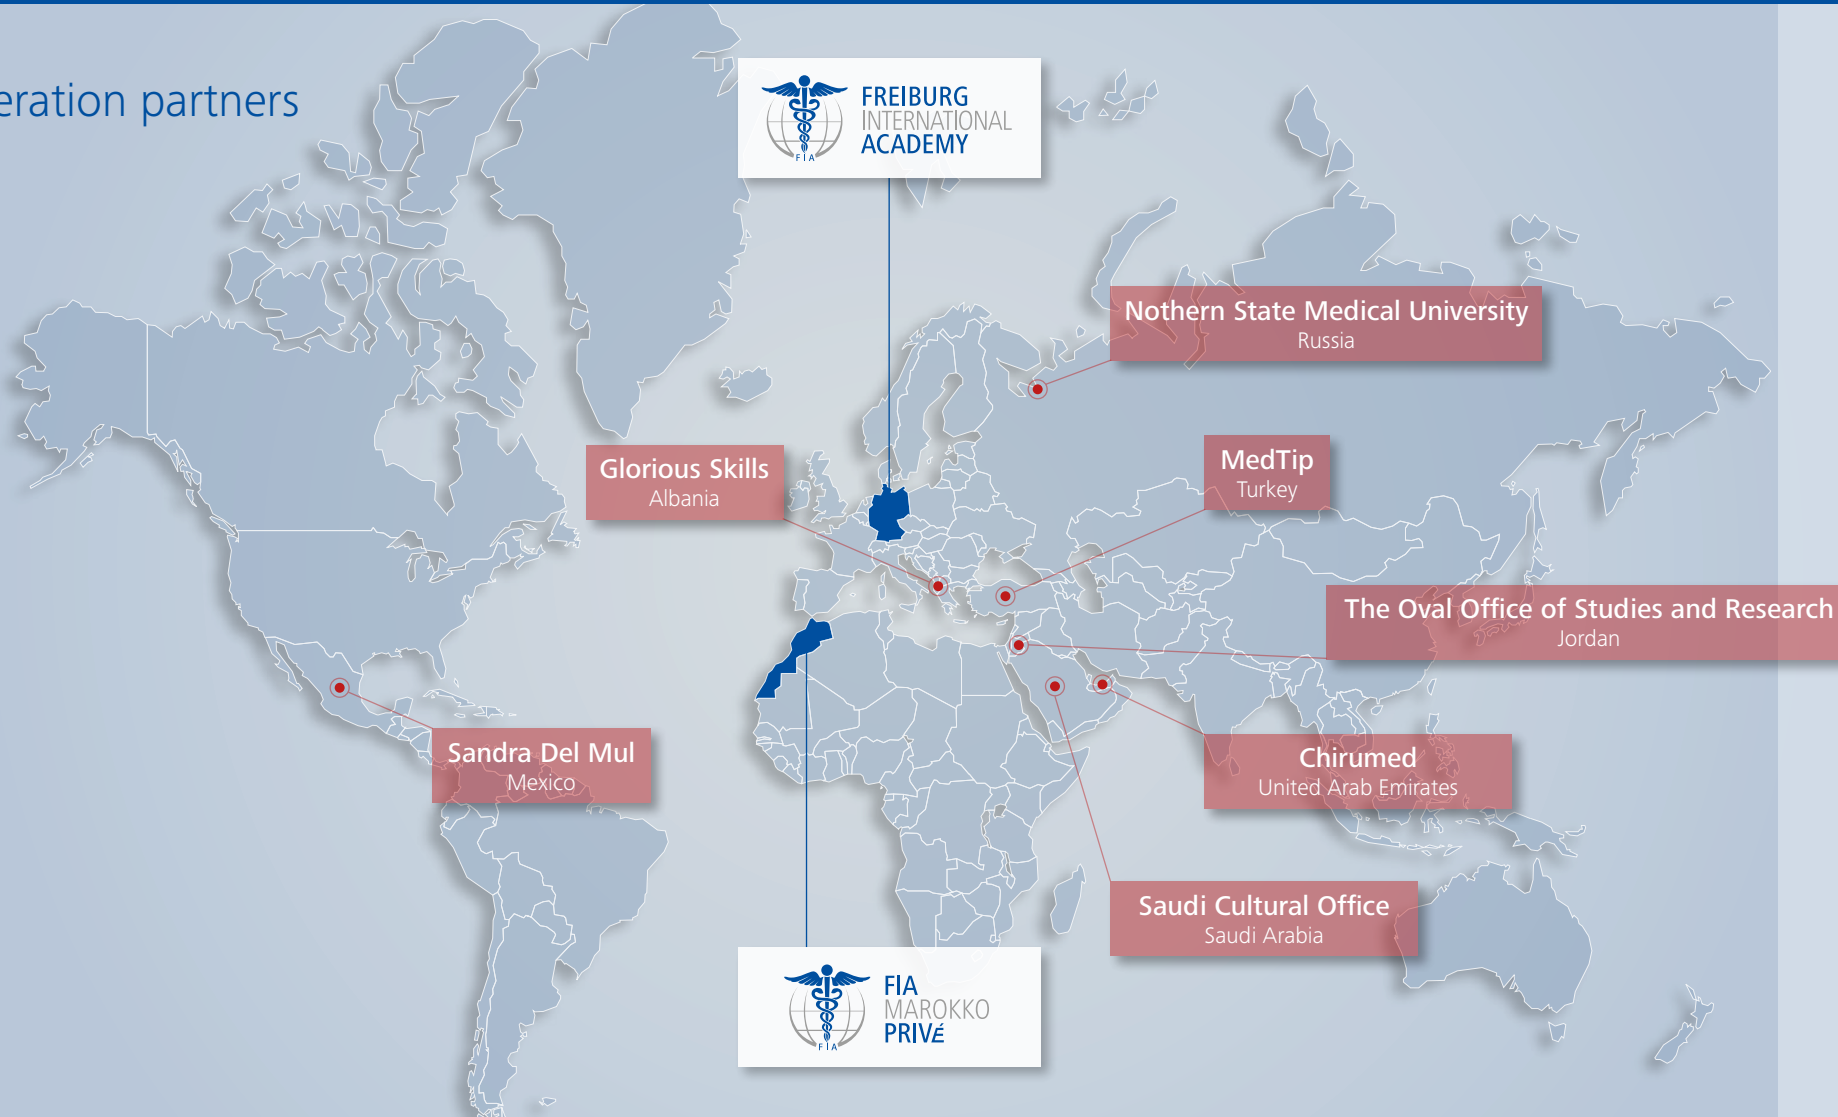 eration partners
FREIBURG
INTERNATIONAL
ACADEMY
FIA
Nothern State Medical University
Russia
Glorious Skills
Albania
MedTip
Turkey
The Oval Office of Studies and Research
Jordan
Sandra Del Mul
Mexico
Chirumed
United Arab Emirates
Saudi Cultural Office
Saudi Arabia
FIA
MAROKKO
PRIVÉ
FIA